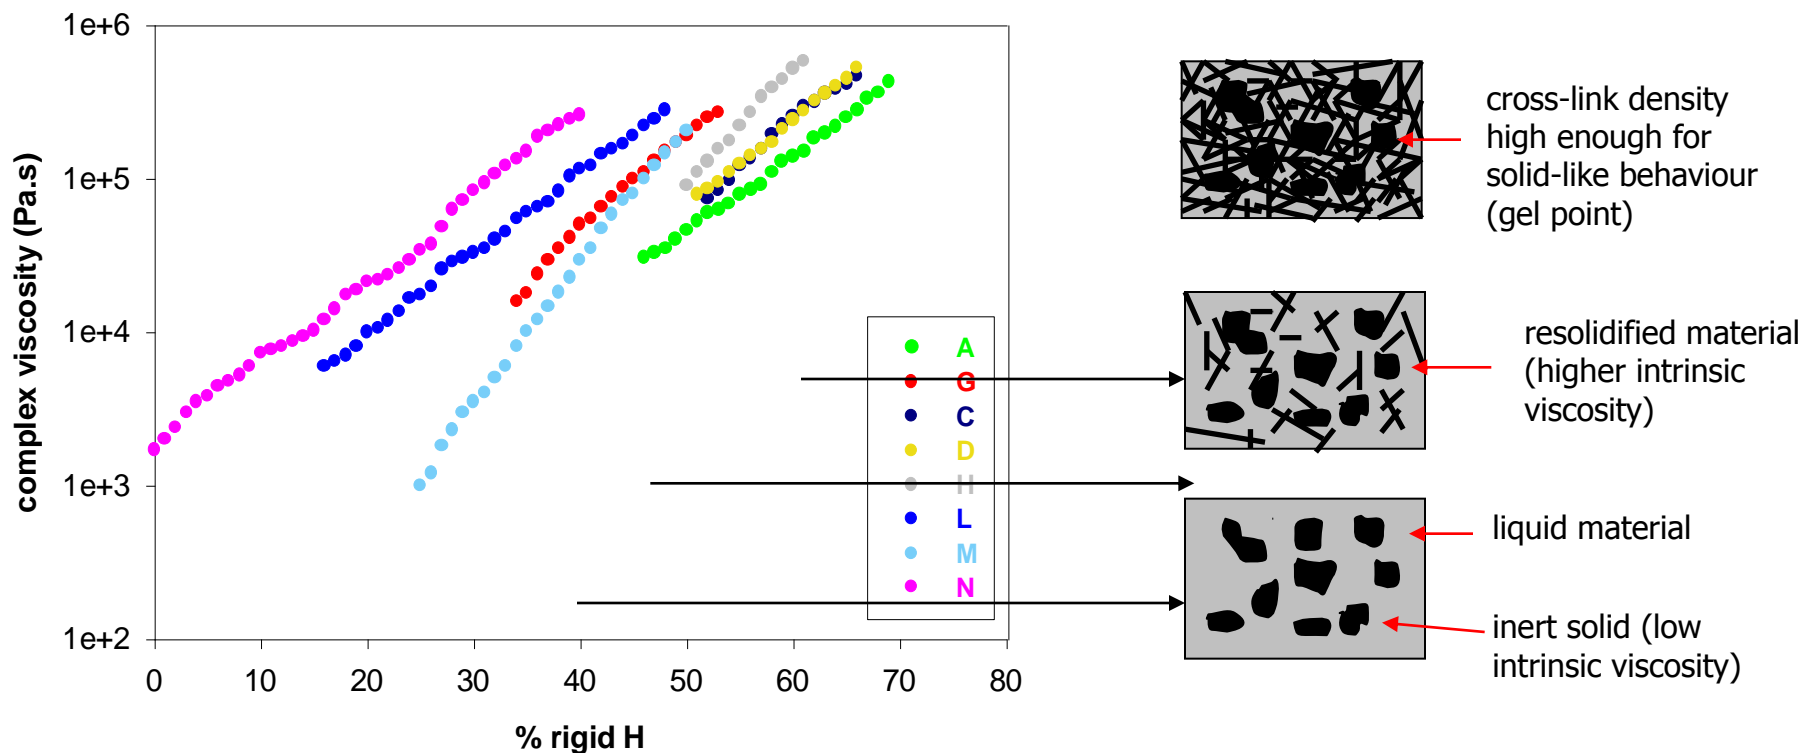 1e+6
1e+5
1e+4
1e+3
1e+2
complex viscosity (Pa.s)
0 10 20 30 40 50 60 70 80
% rigid H
A
G
C
D
H
L
M
N
cross-link density
high enough for
solid-like behaviour
(gel point)
resolidified material
(higher intrinsic
viscosity)
liquid material
inert solid (low
intrinsic viscosity)